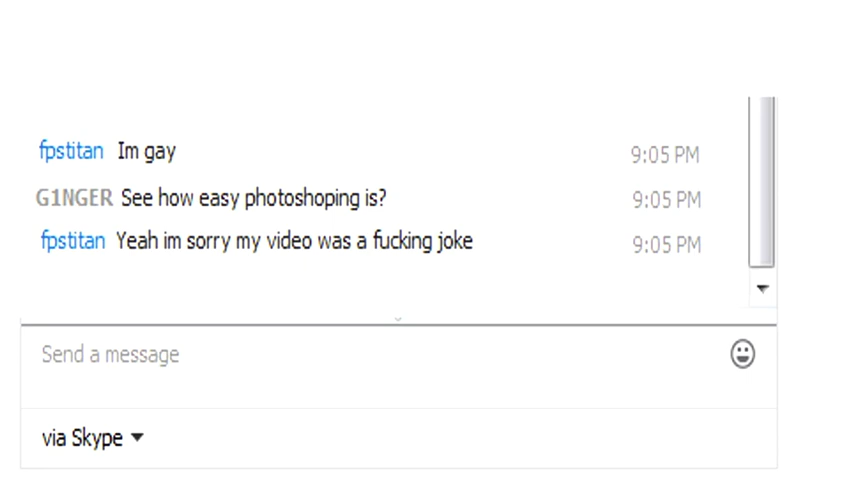 fpstitan Im gay 9:05 PM
G1NGER See how easy photoshoping is? 9:05 PM
fpstitan Yeah im sorry my video was a fucking joke 9:05 PM
Send a message
via Skype